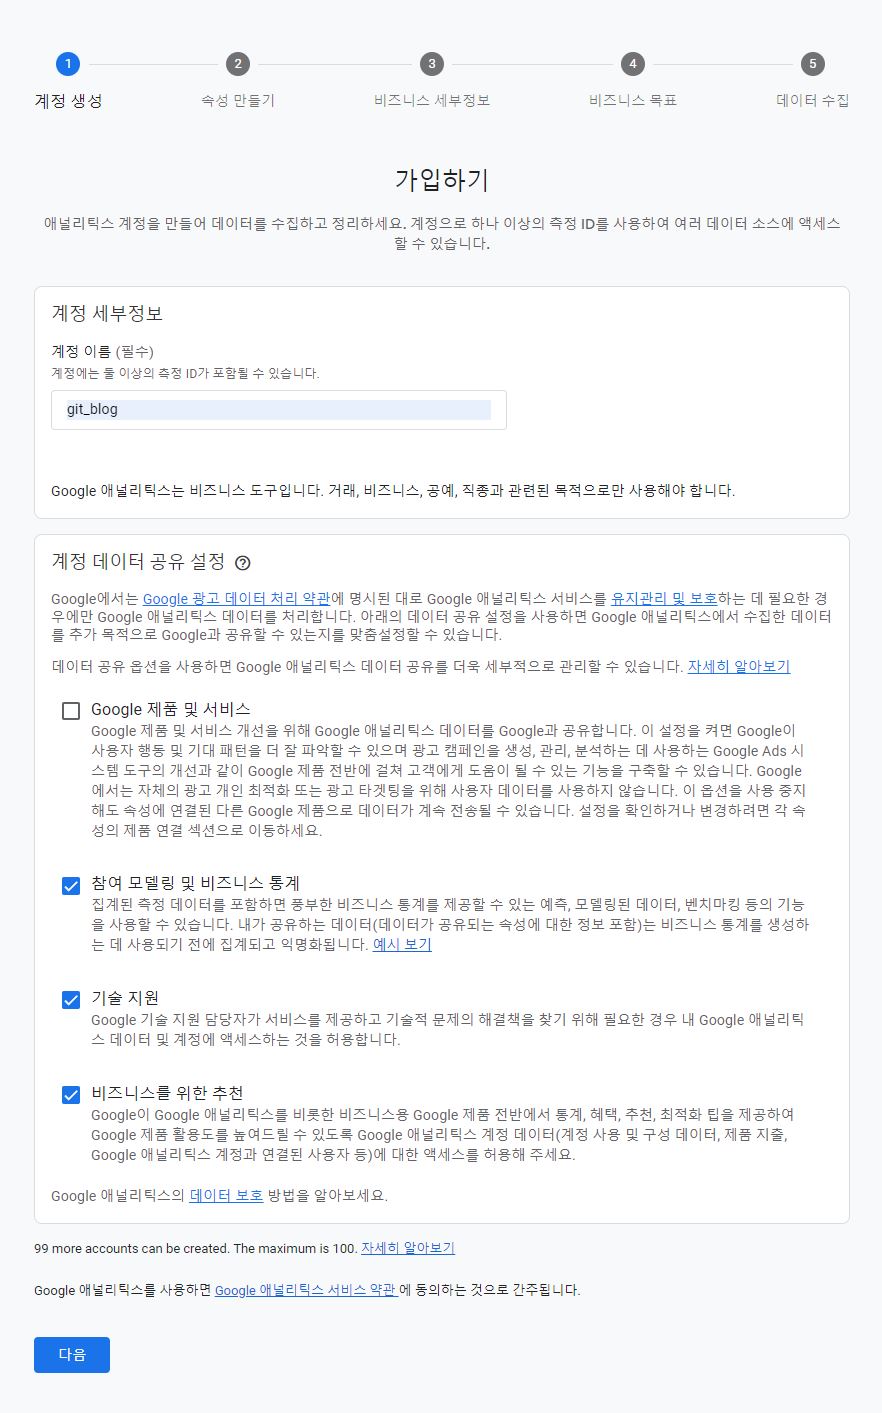 1 2 3 4 5
계정 생성 속성 만들기 비즈니스 세부정보 비즈니스 목표 데이터 수집
가입하기
애널리틱스 계정을 만들어 데이터를 수집하고 정리하세요. 계정으로 하나 이상의 측정 ID를 사용하여 여러 데이터 소스에 액세스
할 수 있습니다.
계정 세부정보
계정 이름 (필수)
계정에는 둘 이상의 측정 ID가 포함될 수 있습니다.
git_blog
Google 애널리틱스는 비즈니스 도구입니다. 거래, 비즈니스, 공예, 직종과 관련된 목적으로만 사용해야 합니다.
계정 데이터 공유 설정 ?
Google에서는 Google 광고 데이터 처리 약관에 명시된 대로 Google 애널리틱스 서비스를 유지관리 및 보호하는 데 필요한 경
우에만 Google 애널리틱스 데이터를 처리합니다. 아래의 데이터 공유 설정을 사용하면 Google 애널리틱스에서 수집한 데이터
를 추가 목적으로 Google과 공유할 수 있는지를 맞춤설정할 수 있습니다.
데이터 공유 옵션을 사용하면 Google 애널리틱스 데이터 공유를 더욱 세부적으로 관리할 수 있습니다. 자세히 알아보기
Google 제품 및 서비스
Google 제품 및 서비스 개선을 위해 Google 애널리틱스 데이터를 Google과 공유합니다. 이 설정을 켜면 Google이
사용자 행동 및 기대 패턴을 더 잘 파악할 수 있으며 광고 캠페인을 생성, 관리, 분석하는 데 사용하는 Google Ads 시
스템 도구의 개선과 같이 Google 제품 전반에 걸쳐 고객에게 도움이 될 수 있는 기능을 구축할 수 있습니다. Google
에서는 자체의 광고 개인 최적화 또는 광고 타겟팅을 위해 사용자 데이터를 사용하지 않습니다. 이 옵션을 사용 중지
해도 속성에 연결된 다른 Google 제품으로 데이터가 계속 전송될 수 있습니다. 설정을 확인하거나 변경하려면 각 속
성의 제품 연결 섹션으로 이동하세요.
참여 모델링 및 비즈니스 통계
집계된 측정 데이터를 포함하면 풍부한 비즈니스 통계를 제공할 수 있는 예측, 모델링된 데이터, 벤치마킹 등의 기능
을 사용할 수 있습니다. 내가 공유하는 데이터(데이터가 공유되는 속성에 대한 정보 포함)는 비즈니스 통계를 생성하
는 데 사용되기 전에 집계되고 익명화됩니다. 예시 보기
기술 지원
Google 기술 지원 담당자가 서비스를 제공하고 기술적 문제의 해결책을 찾기 위해 필요한 경우 내 Google 애널리틱
스 데이터 및 계정에 액세스하는 것을 허용합니다.
비즈니스를 위한 추천
Google이 Google 애널리틱스를 비롯한 비즈니스용 Google 제품 전반에서 통계, 혜택, 추천, 최적화 팁을 제공하여
Google 제품 활용도를 높여드릴 수 있도록 Google 애널리틱스 계정 데이터(계정 사용 및 구성 데이터, 제품 지출,
Google 애널리틱스 계정과 연결된 사용자 등)에 대한 액세스를 허용해 주세요.
Google 애널리틱스의 데이터 보호 방법을 알아보세요.
99 more accounts can be created. The maximum is 100. 자세히 알아보기
Google 애널리틱스를 사용하면 Google 애널리틱스 서비스 약관 에 동의하는 것으로 간주됩니다.
다음